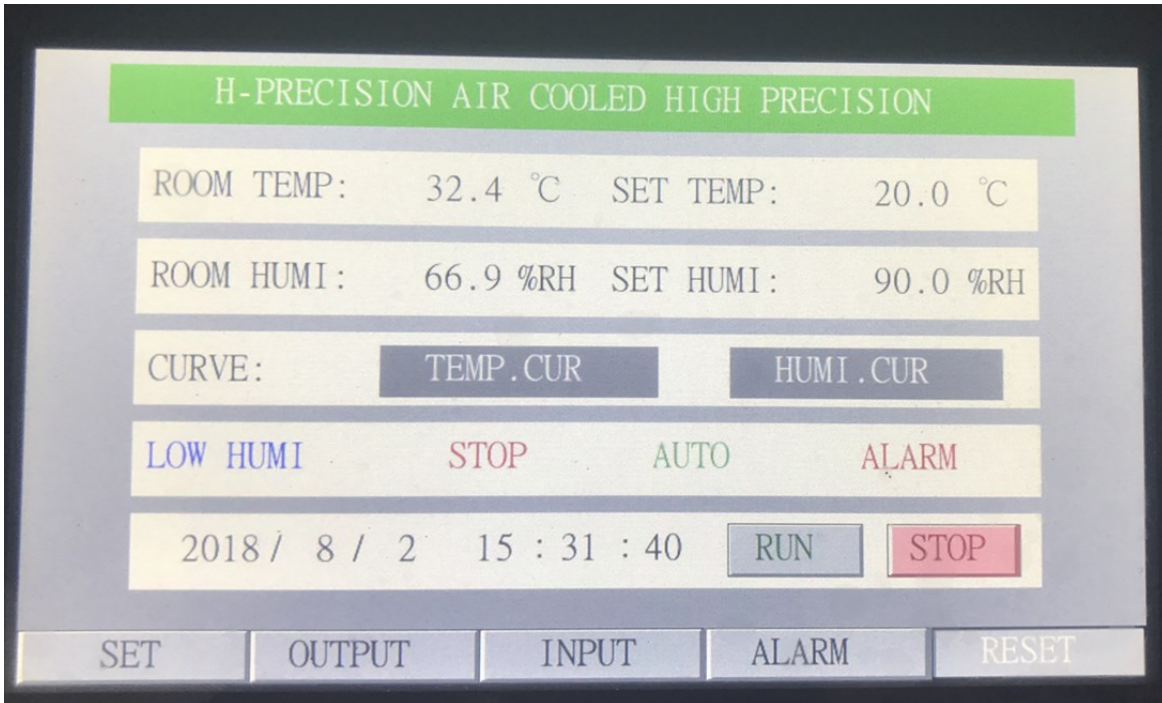 H-PRECISION AIR COOLED HIGH PRECISION
ROOM TEMP: 32.4 ℃ SET TEMP: 20.0 ℃
ROOM HUMI: 66.9 %RH SET HUMI: 90.0 %RH
CURVE: TEMP.CUR HUMI.CUR
LOW HUMI STOP AUTO ALARM
2018/ 8/ 2 15:31:40 RUN STOP
SET OUTPUT INPUT ALARM RESET